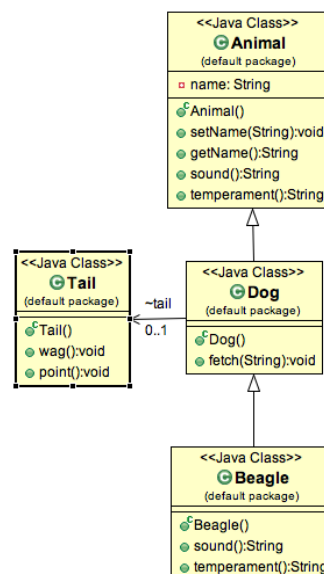 <<Java Class>>
Animal
(default package)
name: String
Animal()
setName(String):void
getName():String
sound():String
temperament():String
<<Java Class>>
Tail
(default package)
Tail()
wag():void
point():void
~tail
0..1
<<Java Class>>
Dog
(default package)
Dog()
fetch(String):void
<<Java Class>>
Beagle
(default package)
Beagle()
sound():String
temperament():String